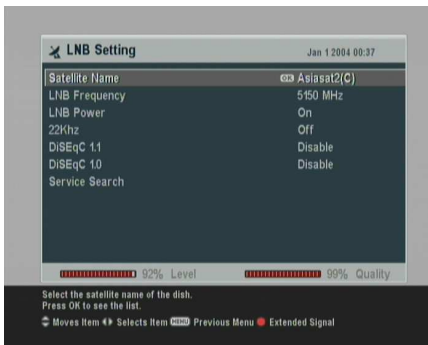 LNB Setting Jan 1 2004 00:37
Satellite Name OK Asiasat2(C)
LNB Frequency 5150 MHz
LNB Power On
22Khz Off
DiSEqC 1.1 Disable
DiSEqC 1.0 Disable
Service Search
92% Level 99% Quality
Select the satellite name of the dish.
Press OK to see the list.
Moves Item Selects Item MENU Previous Menu Extended Signal